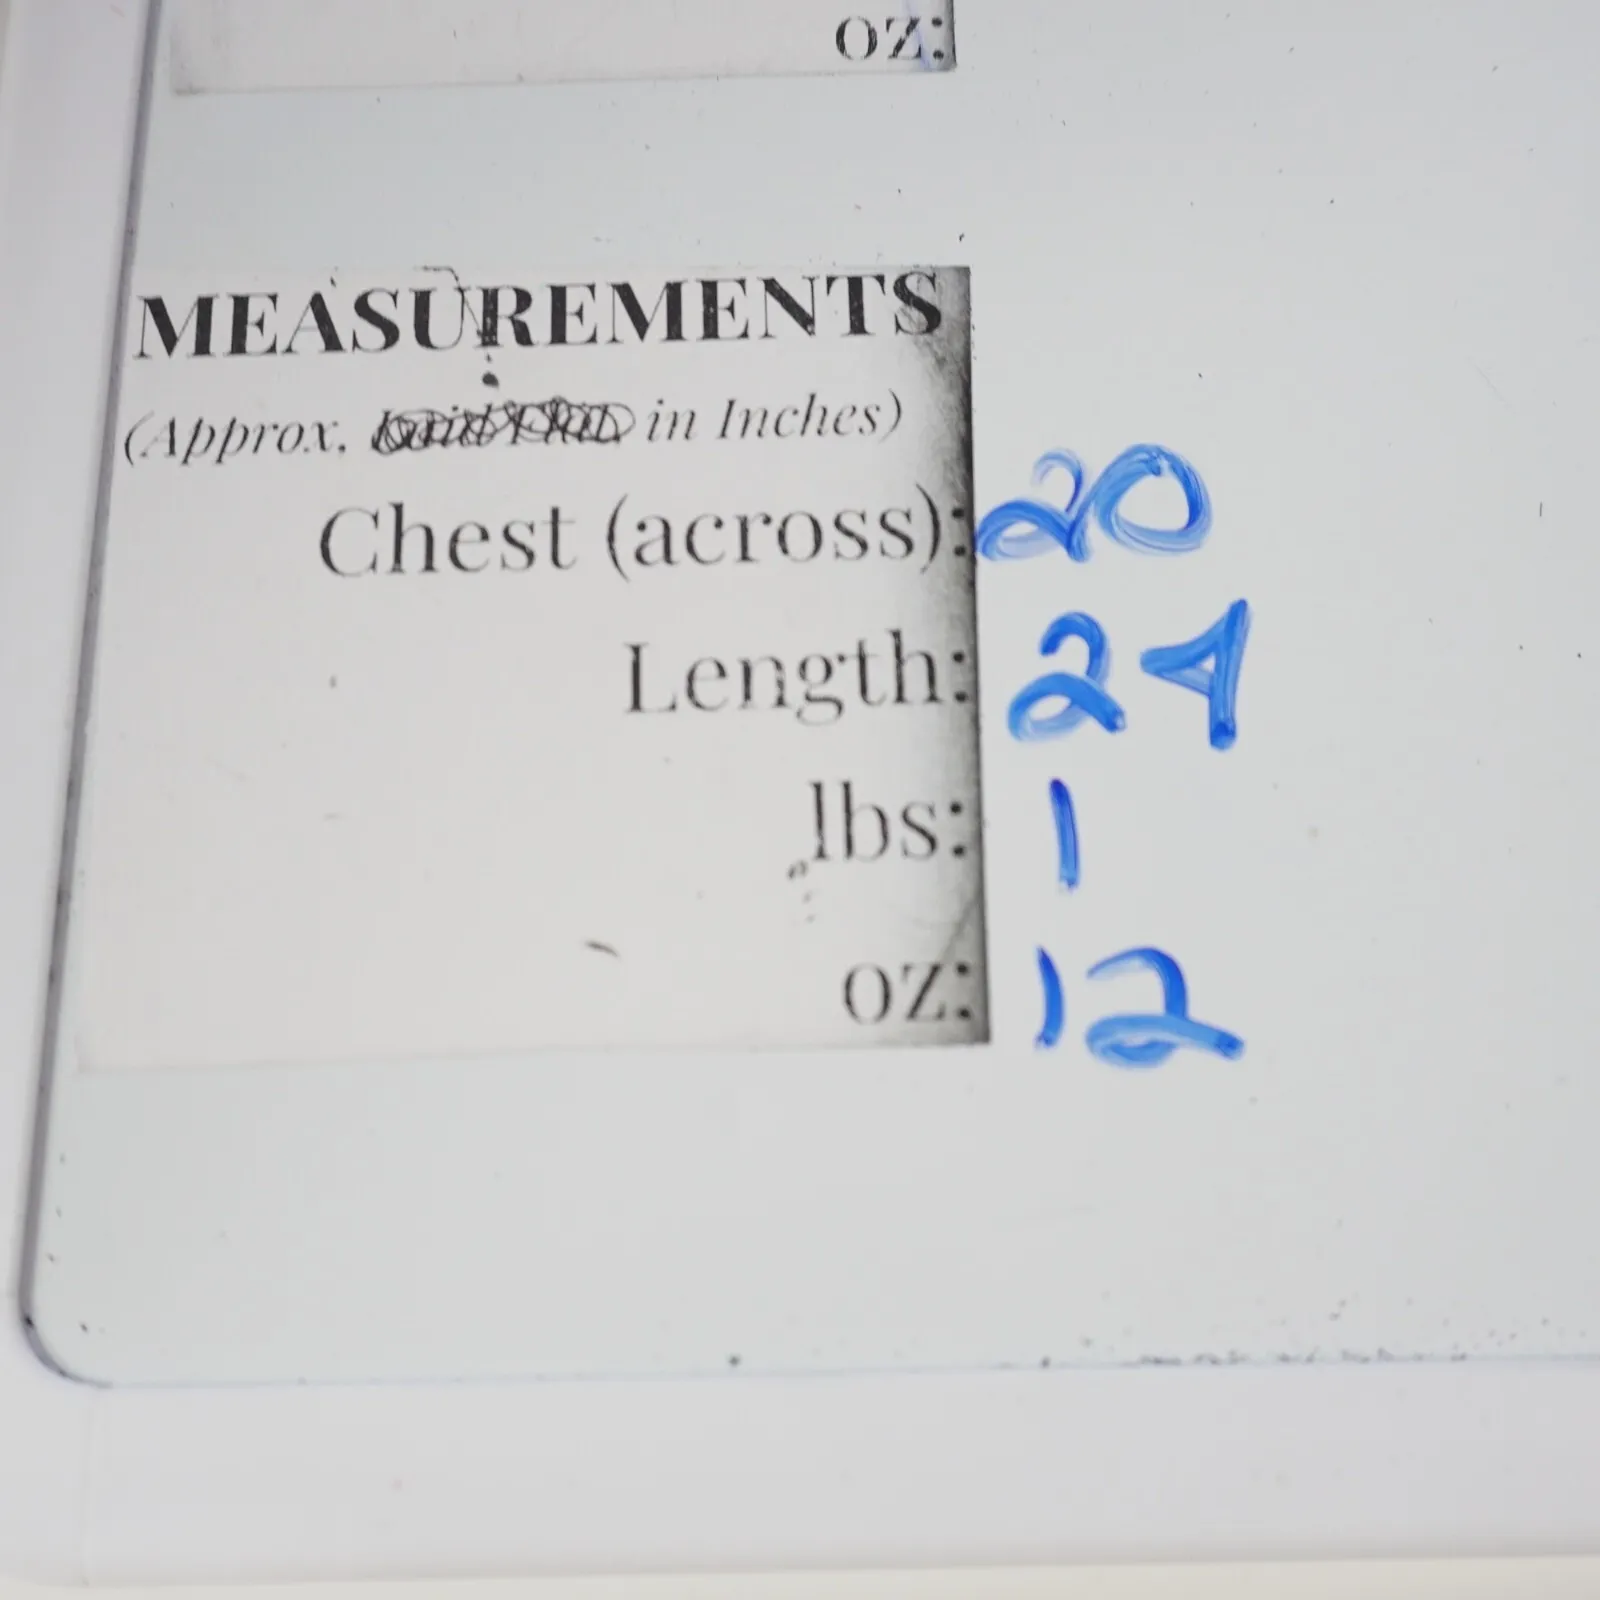 oz:
MEASUREMENTS
(Approx. in Inches)
Chest (across): 20
Length: 24
lbs: 1
oz: 12